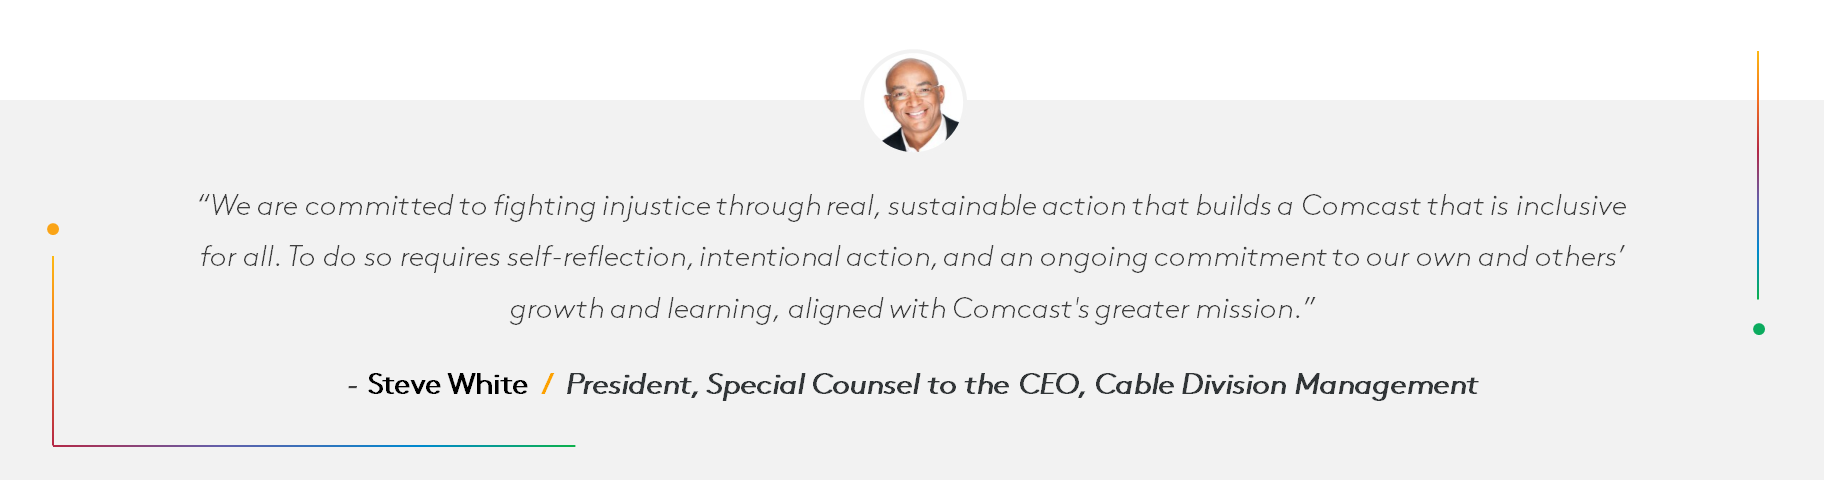 “We are committed to fighting injustice through real, sustainable action that builds a Comcast that is inclusive
for all. To do so requires self-reflection, intentional action, and an ongoing commitment to our own and others’
growth and learning, aligned with Comcast's greater mission.”
- Steve White / President, Special Counsel to the CEO, Cable Division Management